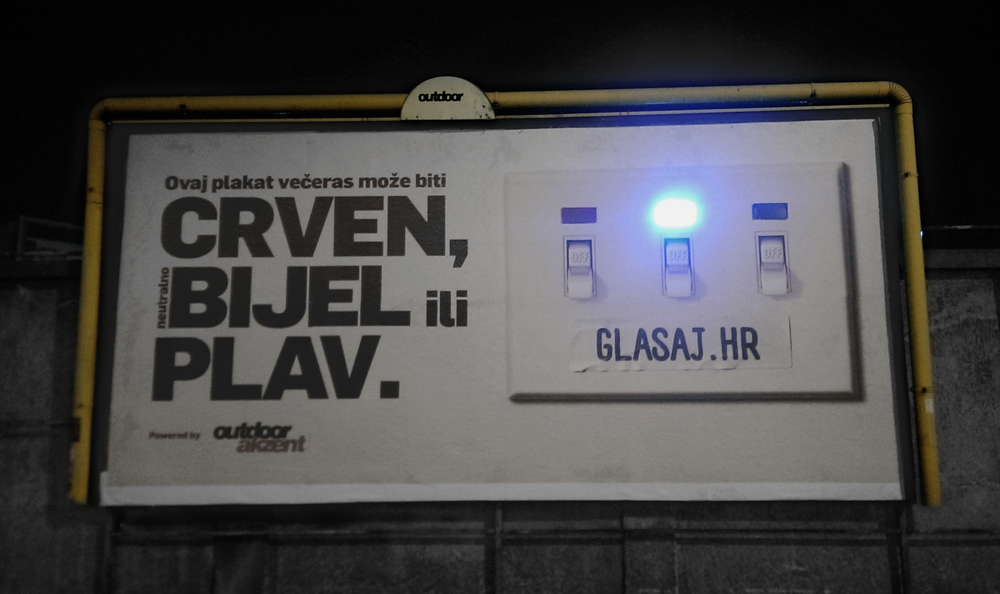 outdoor
Ovaj plakat večeras može biti
CRVEN,
neutralno
BIJEL ili
PLAV.
Powered by outdoor
akzent
OFF OFF OFF
GLASAJ.HR